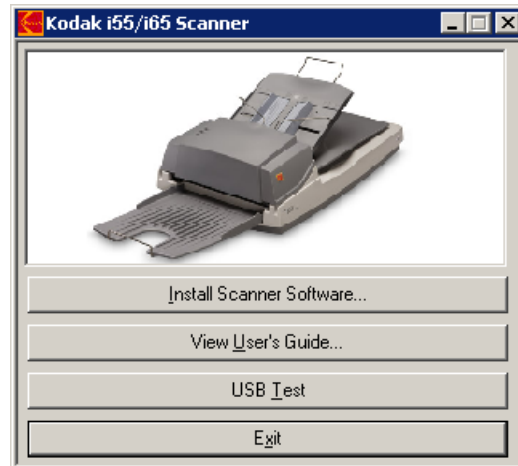 Kodak i55/i65 Scanner
Install Scanner Software...
View User's Guide...
USB Test
Exit